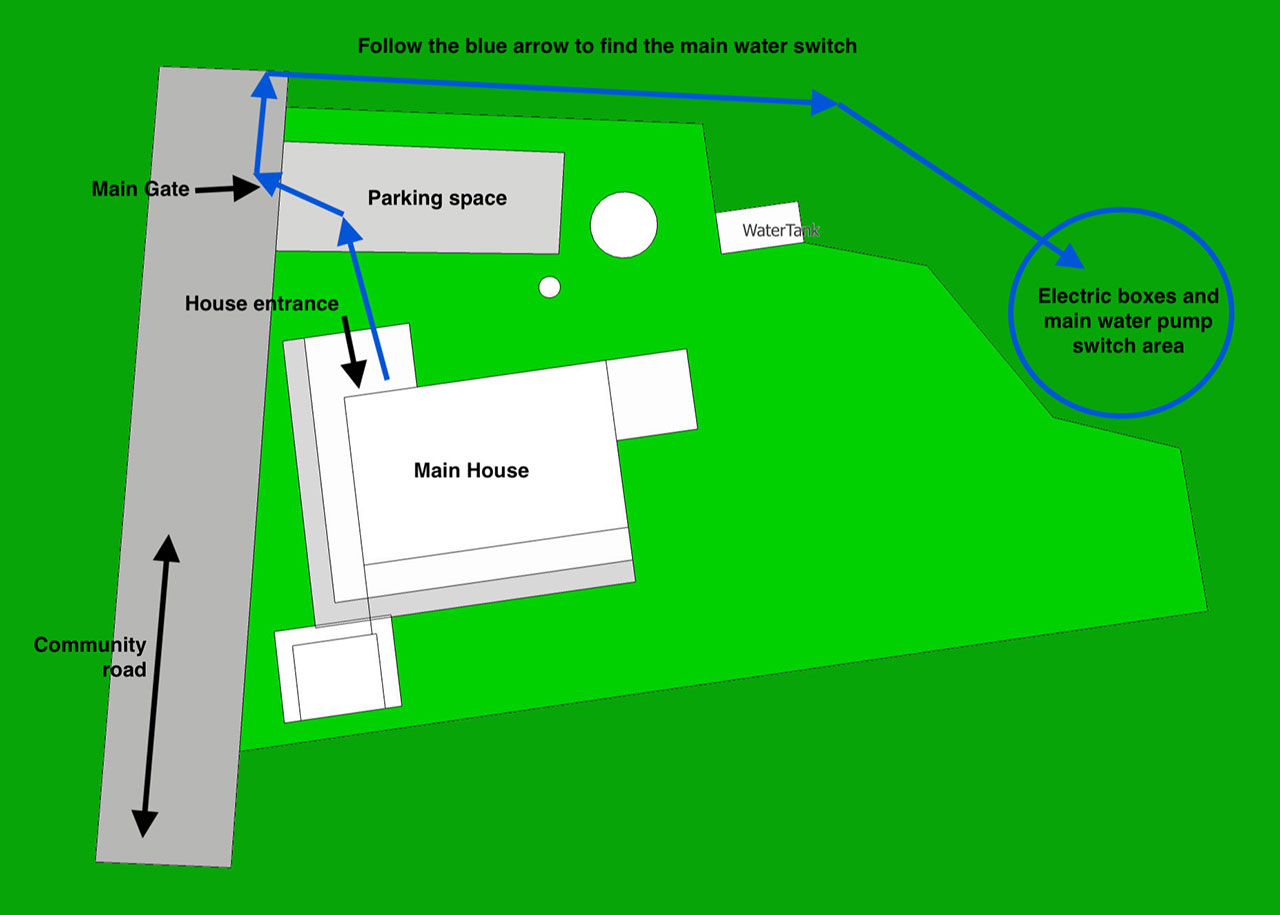 Follow the blue arrow to find the main water switch
Main Gate
Parking space
WaterTank
House entrance
Electric boxes and
main water pump
switch area
Main House
Community
road